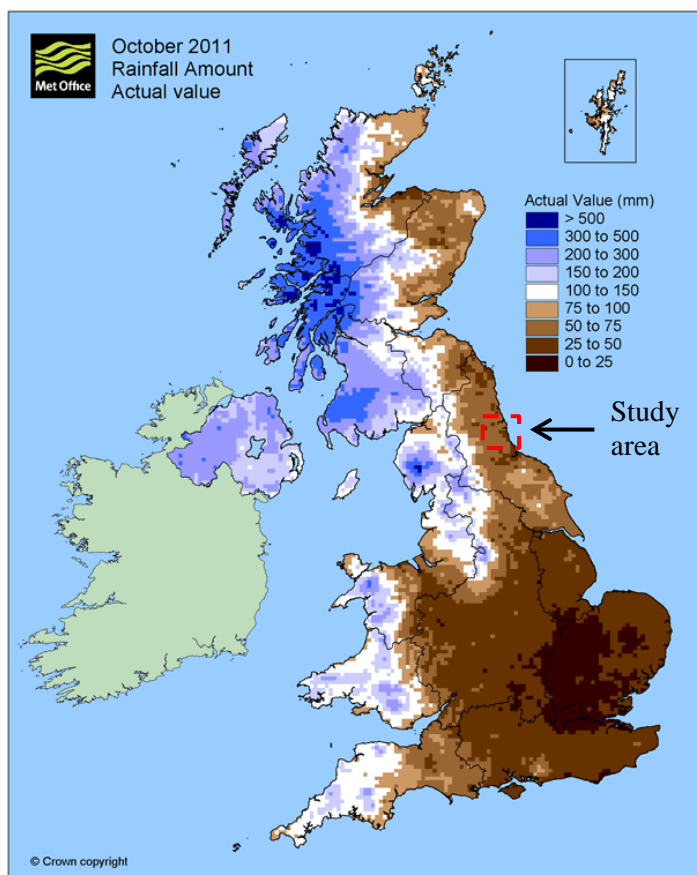 Met Office
October 2011
Rainfall Amount
Actual value
Actual Value (mm)
> 500
300 to 500
200 to 300
150 to 200
100 to 150
75 to 100
50 to 75
25 to 50
0 to 25
Study
area
© Crown copyright